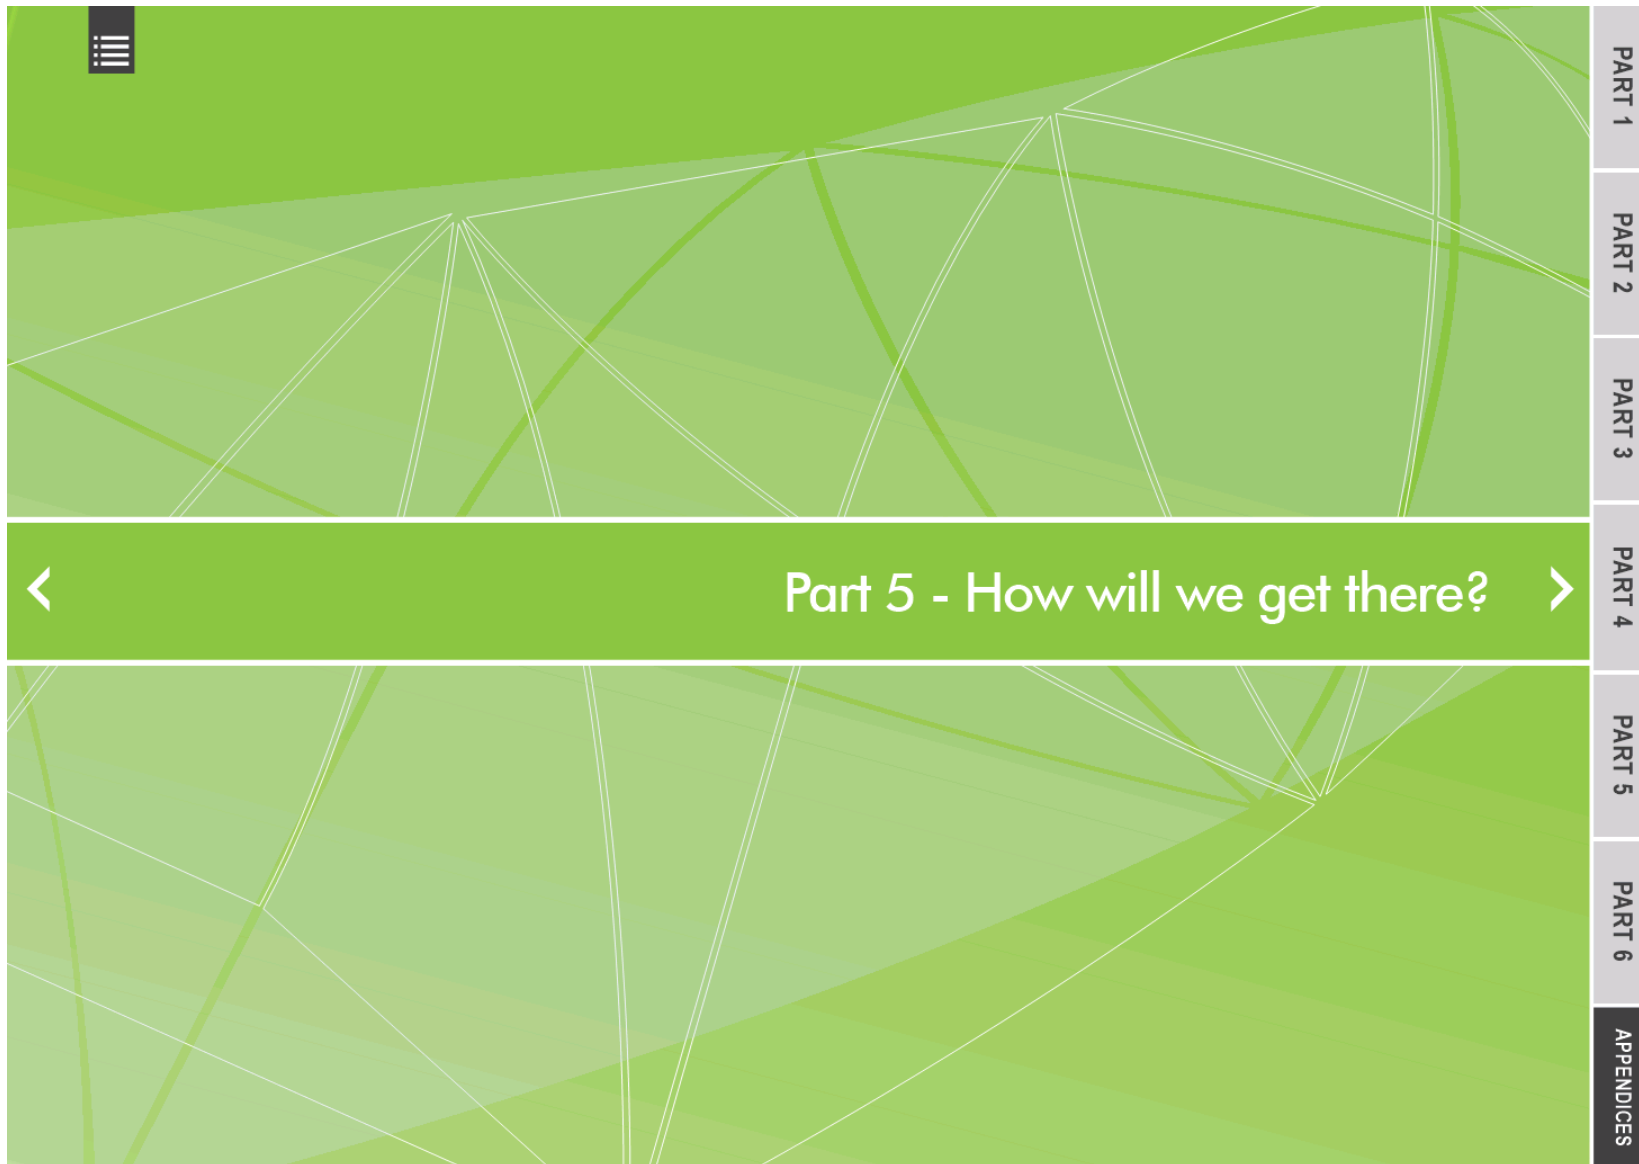 Part 5 - How will we get there?
PART 1
PART 2
PART 3
PART 4
PART 5
PART 6
APPENDICES